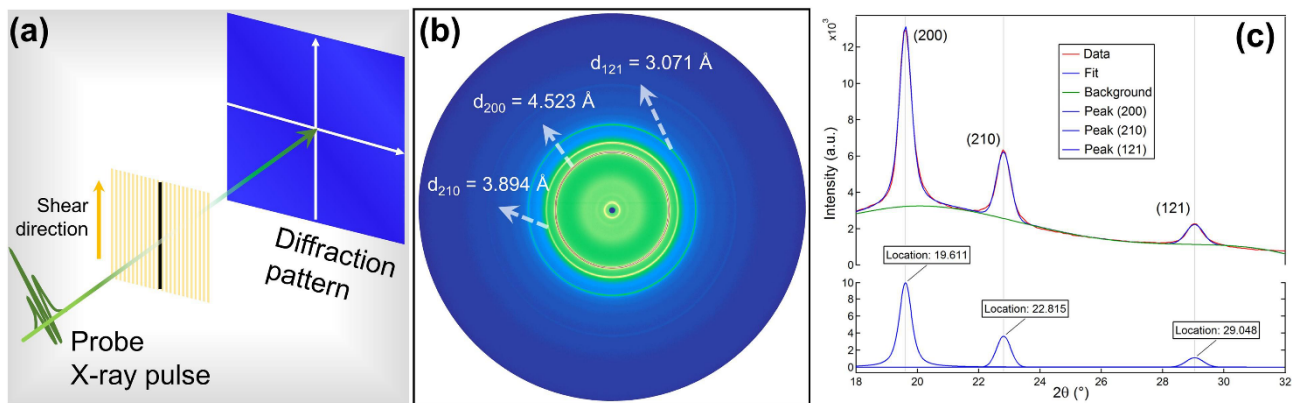 (a)
Shear
direction
Diffraction
pattern
Probe
X-ray pulse
(b)
d121 = 3.071 Å
d200 = 4.523 Å
d210 = 3.894 Å
(c)
×10³
Intensity (a.u.)
12
10
8
6
4
2
0
(200)
(210)
(121)
Data
Fit
Background
Peak (200)
Peak (210)
Peak (121)
10
8
6
4
2
0
Location: 19.611
Location: 22.815
Location: 29.048
18 20 22 24 26 28 30 32
2θ (°)